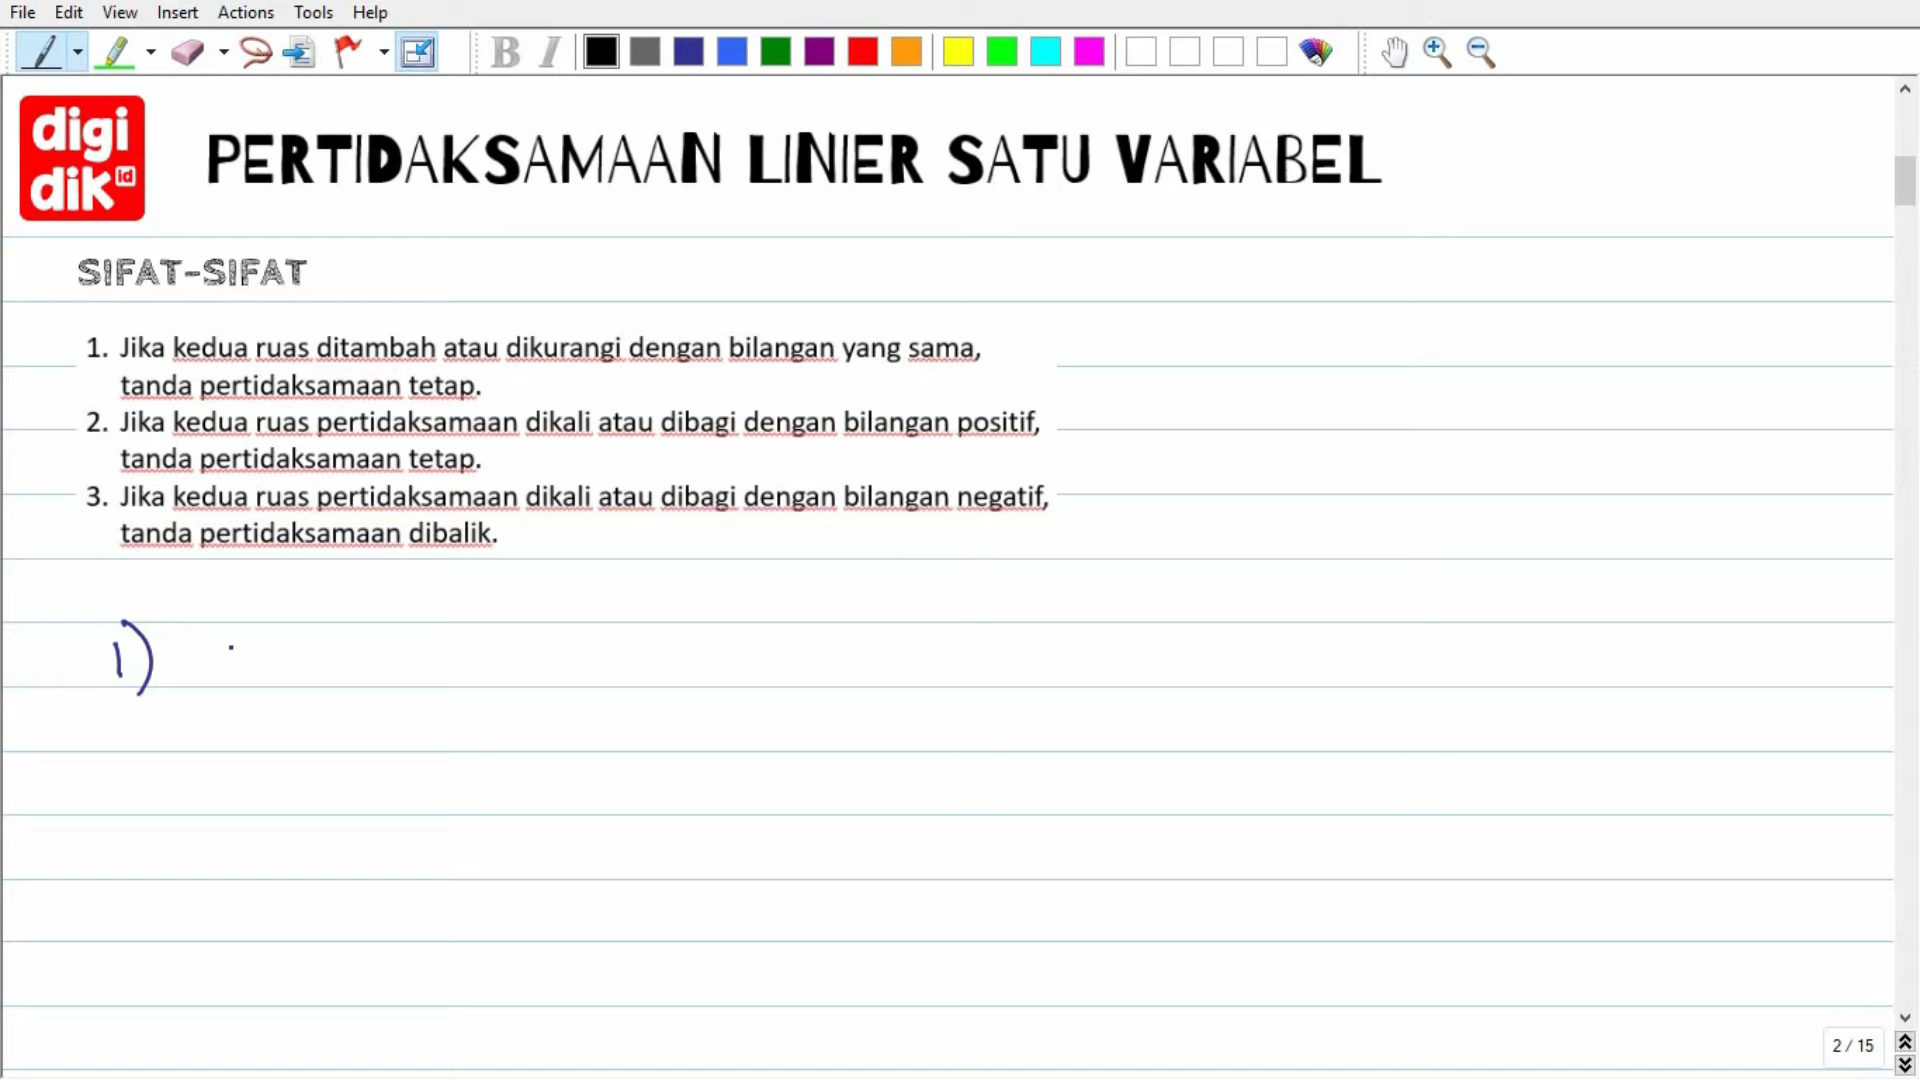 File Edit View Insert Actions Tools Help
B I
digi dik id
PERTIDAKSAMAAN LINIER SATU VARIABEL
SIFAT-SIFAT
1. Jika kedua ruas ditambah atau dikurangi dengan bilangan yang sama,
tanda pertidaksamaan tetap.
2. Jika kedua ruas pertidaksamaan dikali atau dibagi dengan bilangan positif,
tanda pertidaksamaan tetap.
3. Jika kedua ruas pertidaksamaan dikali atau dibagi dengan bilangan negatif,
tanda pertidaksamaan dibalik.
1)
2 / 15